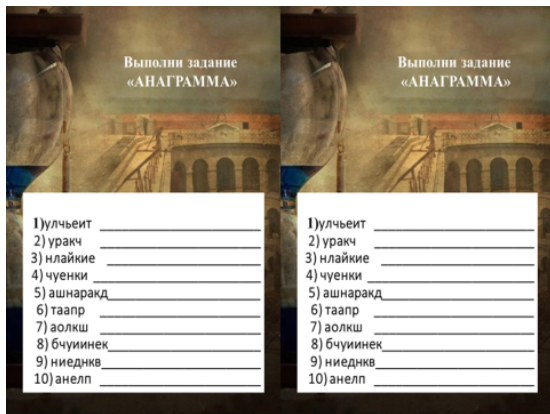 Выполни задание
«АНАГРАММА»
1)улчьеит
2) уракч
3) нлайкие
4) чуенки
5) ашнаракд
6) таапр
7) аолкш
8) бчуиинек
9) ниеднкв
10) анелп
Выполни задание
«АНАГРАММА»
1)улчьеит
2) уракч
3) нлайкие
4) чуенки
5) ашнаракд
6) таапр
7) аолкш
8) бчуиинек
9) ниеднкв
10) анелп